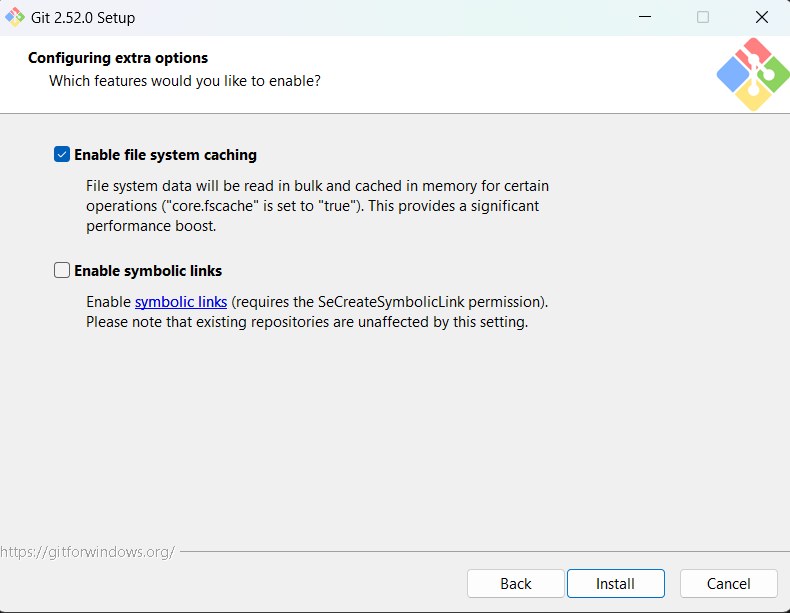 Git 2.52.0 Setup
Configuring extra options
Which features would you like to enable?
Enable file system caching
File system data will be read in bulk and cached in memory for certain
operations ("core.fscache" is set to "true"). This provides a significant
performance boost.
Enable symbolic links
Enable symbolic links (requires the SeCreateSymbolicLink permission).
Please note that existing repositories are unaffected by this setting.
https://gitforwindows.org/
Back Install Cancel